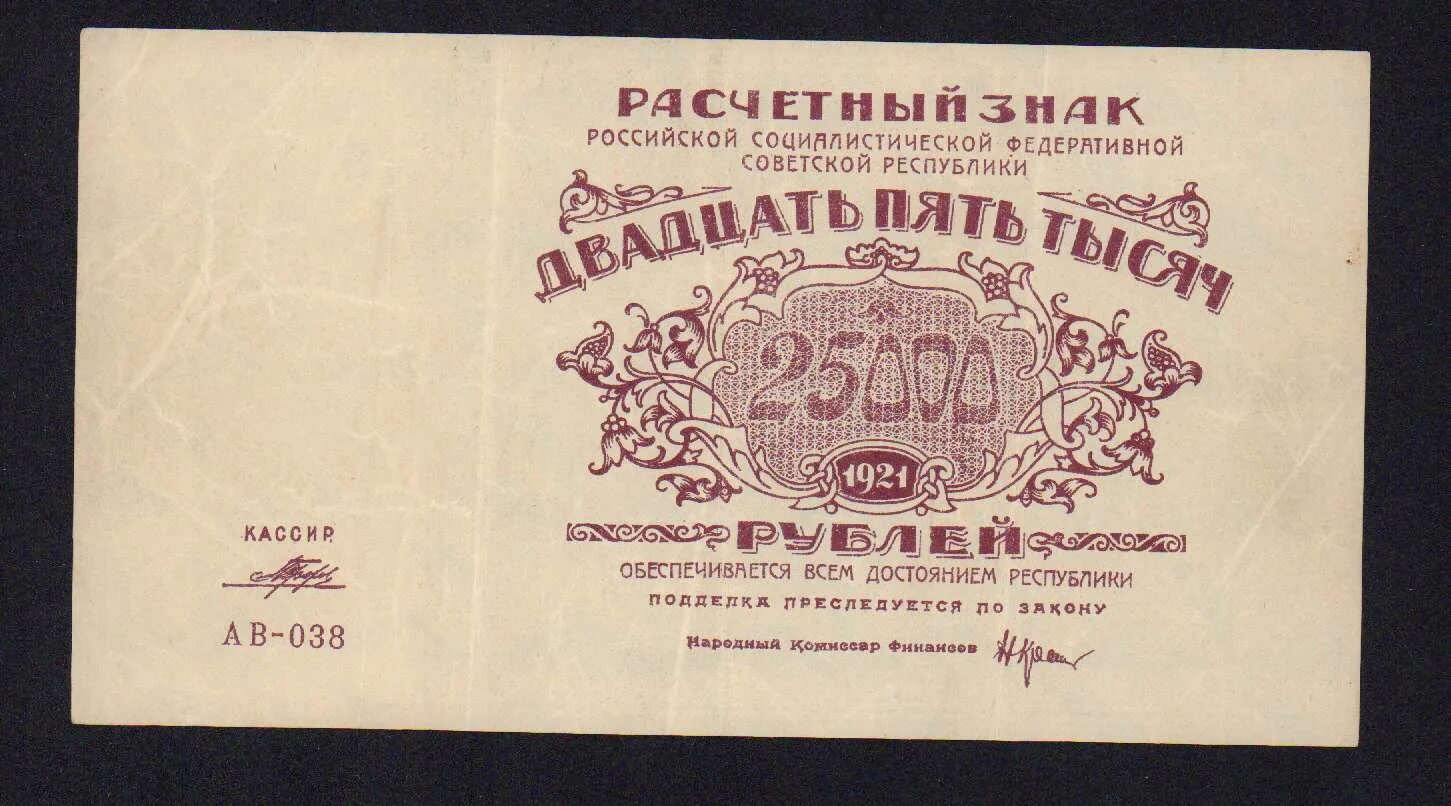 РАСЧЕТНЫЙ ЗНАК
РОССИЙСКОЙ СОЦИАЛИСТИЧЕСКОЙ ФЕДЕРАТИВНОЙ
СОВЕТСКОЙ РЕСПУБЛИКИ
ДВАДЦАТЬ ПЯТЬ ТЫСЯЧ
25000
1921
РУБЛЕЙ
ОБЕСПЕЧИВАЕТСЯ ВСЕМ ДОСТОЯНИЕМ РЕСПУБЛИКИ
ПОДДЕЛКА ПРЕСЛЕДУЕТСЯ ПО ЗАКОНУ
Народный Комиссар Финансов
КАССИР
АВ-038